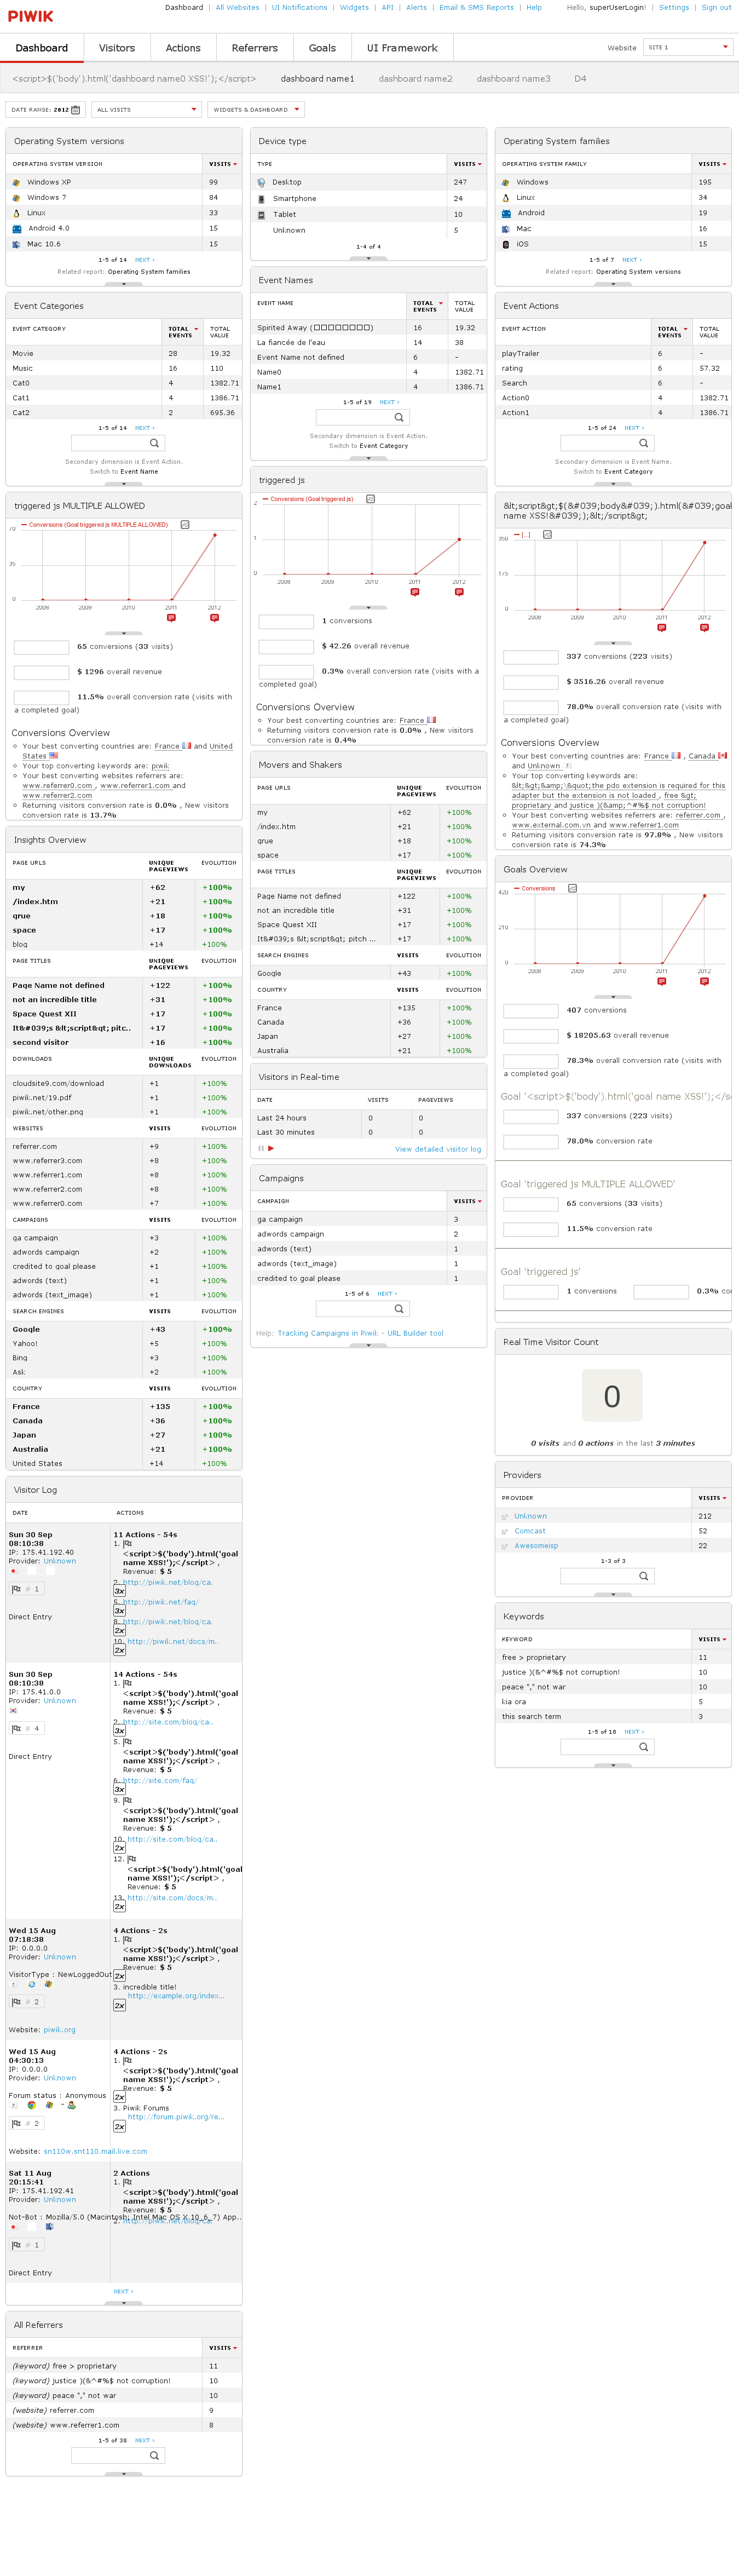 PIWIK
Dashboard | All Websites | UI Notifications | Widgets | API | Alerts | Email & SMS Reports | Help
Hello, superUserLogin! | Settings | Sign out
Dashboard Visitors Actions Referrers Goals UI Framework
Website SITE 1
<script>$('body').html('dashboard name0 XSS!');</script> dashboard name1 dashboard name2 dashboard name3 D4
DATE RANGE: 2012 ALL VISITS WIDGETS & DASHBOARD
Operating System versions
OPERATING SYSTEM VERSION VISITS
Windows XP 99
Windows 7 84
Linux 33
Android 4.0 15
Mac 10.6 15
1-5 of 14 NEXT ›
Related report: Operating System families
Event Categories
EVENT CATEGORY TOTAL EVENTS TOTAL VALUE
Movie 28 19.32
Music 16 110
Cat0 4 1382.71
Cat1 4 1386.71
Cat2 2 695.36
1-5 of 14 NEXT ›
Secondary dimension is Event Action.
Switch to Event Name
triggered js MULTIPLE ALLOWED
Conversions (Goal triggered js MULTIPLE ALLOWED)
70
35
0
2008 2009 2010 2011 2012
65 conversions (33 visits)
$ 1296 overall revenue
11.5% overall conversion rate (visits with
a completed goal)
Conversions Overview
Your best converting countries are: France and United
States
Your top converting keywords are: piwik
Your best converting websites referrers are:
www.referrer0.com , www.referrer1.com and
www.referrer2.com
Returning visitors conversion rate is 0.0% , New visitors
conversion rate is 13.7%
Insights Overview
PAGE URLS UNIQUE PAGEVIEWS EVOLUTION
my +62 +100%
/index.htm +21 +100%
grue +18 +100%
space +17 +100%
blog +14 +100%
PAGE TITLES UNIQUE PAGEVIEWS EVOLUTION
Page Name not defined +122 +100%
not an incredible title +31 +100%
Space Quest XII +17 +100%
It&#039;s &lt;script&gt; pitc.. +17 +100%
second visitor +16 +100%
DOWNLOADS UNIQUE DOWNLOADS EVOLUTION
cloudsite9.com/download +1 +100%
piwik.net/19.pdf +1 +100%
piwik.net/other.png +1 +100%
WEBSITES VISITS EVOLUTION
referrer.com +9 +100%
www.referrer3.com +8 +100%
www.referrer1.com +8 +100%
www.referrer2.com +8 +100%
www.referrer0.com +7 +100%
CAMPAIGNS VISITS EVOLUTION
ga campaign +3 +100%
adwords campaign +2 +100%
credited to goal please +1 +100%
adwords (text) +1 +100%
adwords (text_image) +1 +100%
SEARCH ENGINES VISITS EVOLUTION
Google +43 +100%
Yahoo! +5 +100%
Bing +3 +100%
Ask +2 +100%
COUNTRY VISITS EVOLUTION
France +135 +100%
Canada +36 +100%
Japan +27 +100%
Australia +21 +100%
United States +14 +100%
Visitor Log
DATE ACTIONS
Sun 30 Sep
08:10:38
IP: 175.41.192.40
Provider: Unknown
# 1
Direct Entry
11 Actions - 54s
1.
<script>$('body').html('goal
name XSS!');</script> ,
Revenue: $ 5
2. http://piwik.net/blog/ca.
3x
5. http://piwik.net/faq/
3x
8. http://piwik.net/blog/ca.
2x
10. http://piwik.net/docs/m..
2x
Sun 30 Sep
08:10:38
IP: 175.41.0.0
Provider: Unknown
# 4
Direct Entry
14 Actions - 54s
1.
<script>$('body').html('goal
name XSS!');</script> ,
Revenue: $ 5
2. http://site.com/blog/ca..
3x
5.
<script>$('body').html('goal
name XSS!');</script> ,
Revenue: $ 5
6. http://site.com/faq/
3x
9.
<script>$('body').html('goal
name XSS!');</script> ,
Revenue: $ 5
10. http://site.com/blog/ca..
2x
12.
<script>$('body').html('goal
name XSS!');</script> ,
Revenue: $ 5
13. http://site.com/docs/m..
2x
Wed 15 Aug
07:18:38
IP: 0.0.0.0
Provider: Unknown
VisitorType : NewLoggedOut
# 2
Website: piwik.org
4 Actions - 2s
1.
<script>$('body').html('goal
name XSS!');</script> ,
Revenue: $ 5
2x
3. incredible title!
http://example.org/index...
2x
Wed 15 Aug
04:30:13
IP: 0.0.0.0
Provider: Unknown
Forum status : Anonymous
# 2
Website: sn110w.snt110.mail.live.com
4 Actions - 2s
1.
<script>$('body').html('goal
name XSS!');</script> ,
Revenue: $ 5
2x
3. Piwik Forums
http://forum.piwik.org/re...
2x
Sat 11 Aug
20:15:41
IP: 175.41.192.41
Provider: Unknown
Not-Bot : Mozilla/5.0 (Macintosh; Intel Mac OS X 10_6_7) App..
# 1
Direct Entry
2 Actions
1.
<script>$('body').html('goal
name XSS!');</script> ,
Revenue: $ 5
2. http://piwik.net/blog/ca.
NEXT ›
All Referrers
REFERRER VISITS
(keyword) free > proprietary 11
(keyword) justice )(&^#%$ not corruption! 10
(keyword) peace "," not war 10
(website) referrer.com 9
(website) www.referrer1.com 8
1-5 of 38 NEXT ›
Device type
TYPE VISITS
Desktop 247
Smartphone 24
Tablet 10
Unknown 5
1-4 of 4
Event Names
EVENT NAME TOTAL EVENTS TOTAL VALUE
Spirited Away (□□□□□□□□) 16 19.32
La fiancée de l'eau 14 38
Event Name not defined 6 -
Name0 4 1382.71
Name1 4 1386.71
1-5 of 19 NEXT ›
Secondary dimension is Event Action.
Switch to Event Category
triggered js
Conversions (Goal triggered js)
2
1
0
2008 2009 2010 2011 2012
1 conversions
$ 42.26 overall revenue
0.3% overall conversion rate (visits with a
completed goal)
Conversions Overview
Your best converting countries are: France
Returning visitors conversion rate is 0.0% , New visitors
conversion rate is 0.4%
Movers and Shakers
PAGE URLS UNIQUE PAGEVIEWS EVOLUTION
my +62 +100%
/index.htm +21 +100%
grue +18 +100%
space +17 +100%
PAGE TITLES UNIQUE PAGEVIEWS EVOLUTION
Page Name not defined +122 +100%
not an incredible title +31 +100%
Space Quest XII +17 +100%
It&#039;s &lt;script&gt; pitch ... +17 +100%
SEARCH ENGINES VISITS EVOLUTION
Google +43 +100%
COUNTRY VISITS EVOLUTION
France +135 +100%
Canada +36 +100%
Japan +27 +100%
Australia +21 +100%
Visitors in Real-time
DATE VISITS PAGEVIEWS
Last 24 hours 0 0
Last 30 minutes 0 0
View detailed visitor log
Campaigns
CAMPAIGN VISITS
ga campaign 3
adwords campaign 2
adwords (text) 1
adwords (text_image) 1
credited to goal please 1
1-5 of 6 NEXT ›
Help: Tracking Campaigns in Piwik - URL Builder tool
Operating System families
OPERATING SYSTEM FAMILY VISITS
Windows 195
Linux 34
Android 19
Mac 16
iOS 15
1-5 of 7 NEXT ›
Related report: Operating System versions
Event Actions
EVENT ACTION TOTAL EVENTS TOTAL VALUE
playTrailer 6 -
rating 6 57.32
Search 6 -
Action0 4 1382.71
Action1 4 1386.71
1-5 of 24 NEXT ›
Secondary dimension is Event Name.
Switch to Event Category
&lt;script&gt;$(&#039;body&#039;).html(&#039;goal
name XSS!&#039;);&lt;/script&gt;
[...]
350
175
0
2008 2009 2010 2011 2012
337 conversions (223 visits)
$ 3516.26 overall revenue
78.0% overall conversion rate (visits with
a completed goal)
Conversions Overview
Your best converting countries are: France , Canada
and Unknown
Your top converting keywords are:
&lt;&gt;&amp;\&quot;the pdo extension is required for this
adapter but the extension is not loaded , free &gt;
proprietary and justice )(&amp;^#%$ not corruption!
Your best converting websites referrers are: referrer.com ,
www.external.com.vn and www.referrer1.com
Returning visitors conversion rate is 97.8% , New visitors
conversion rate is 74.3%
Goals Overview
Conversions
420
210
0
2008 2009 2010 2011 2012
407 conversions
$ 18205.63 overall revenue
78.3% overall conversion rate (visits with
a completed goal)
Goal '<script>$('body').html('goal name XSS!');</s
337 conversions (223 visits)
78.0% conversion rate
Goal 'triggered js MULTIPLE ALLOWED'
65 conversions (33 visits)
11.5% conversion rate
Goal 'triggered js'
1 conversions 0.3% co
Real Time Visitor Count
0
0 visits and 0 actions in the last 3 minutes
Providers
PROVIDER VISITS
Unknown 212
Comcast 52
Awesomeisp 22
1-3 of 3
Keywords
KEYWORD VISITS
free > proprietary 11
justice )(&^#%$ not corruption! 10
peace "," not war 10
kia ora 5
this search term 3
1-5 of 18 NEXT ›